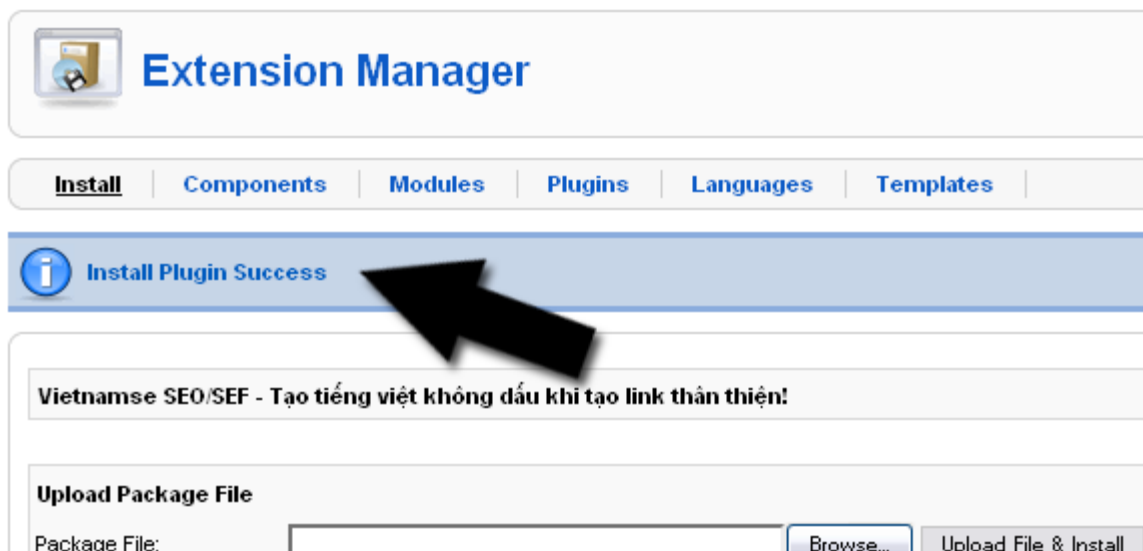 Extension Manager
Install Components Modules Plugins Languages Templates
Install Plugin Success
Vietnamse SEO/SEF - Tạo tiếng việt không dấu khi tạo link thân thiện!
Upload Package File
Package File: Browse... Upload File & Install